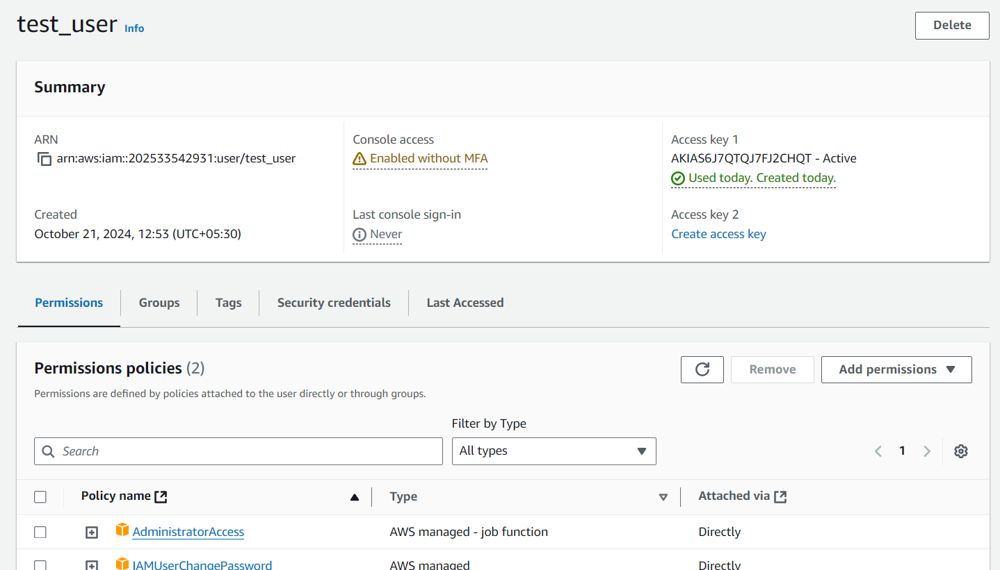 test_user Info
Delete
Summary
ARN
arn:aws:iam::202533542931:user/test_user
Console access
Enabled without MFA
Access key 1
AKIAS6J7QTQJ7FJ2CHQT - Active
Used today. Created today.
Created
October 21, 2024, 12:53 (UTC+05:30)
Last console sign-in
Never
Access key 2
Create access key
Permissions
Groups
Tags
Security credentials
Last Accessed
Permissions policies (2)
Remove
Add permissions
Permissions are defined by policies attached to the user directly or through groups.
Filter by Type
Search
All types
1
Policy name
Type
Attached via
AdministratorAccess
AWS managed - job function
Directly
IAMUserChangePassword
AWS managed
Directly